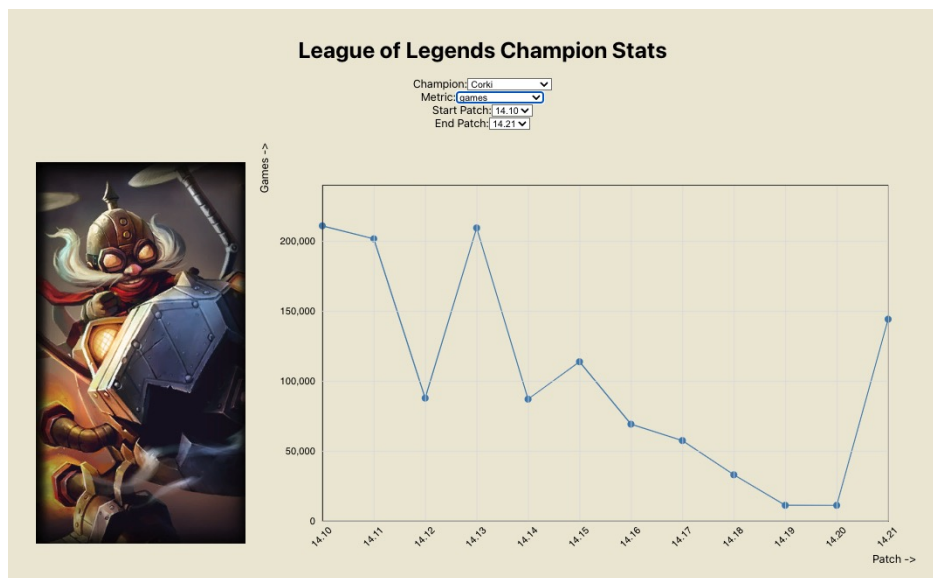 League of Legends Champion Stats
Champion: Corki
Metric: games
Start Patch: 14.10
End Patch: 14.21
Games ->
200,000
150,000
100,000
50,000
0
14.10
14.11
14.12
14.13
14.14
14.15
14.16
14.17
14.18
14.19
14.20
14.21
Patch ->